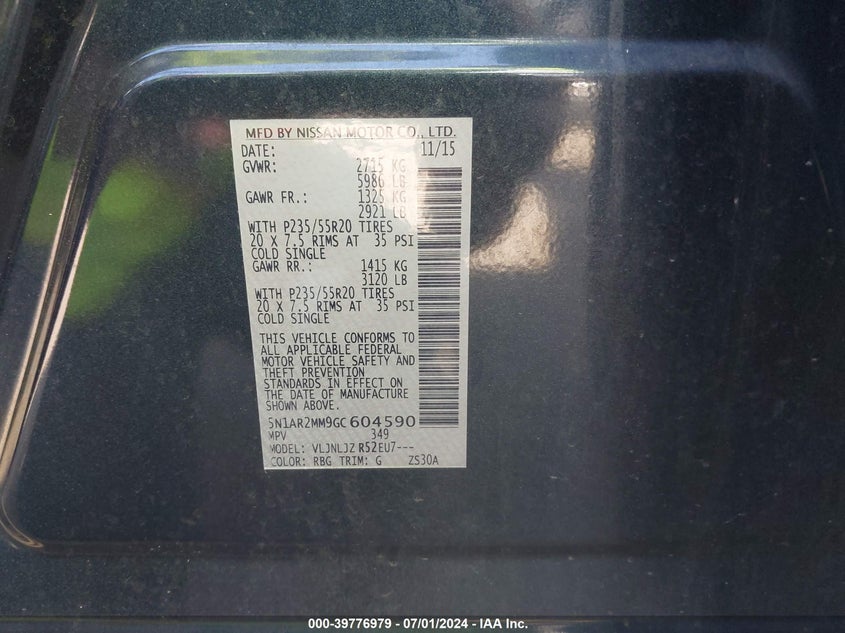 MFD BY NISSAN MOTOR CO., LTD.
DATE: 11/15
GVWR: 2715 KG
5986 LB
GAWR FR.: 1325 KG
2921 LB
WITH P235/55R20 TIRES
20 X 7.5 RIMS AT 35 PSI
COLD SINGLE
GAWR RR.: 1415 KG
3120 LB
WITH P235/55R20 TIRES
20 X 7.5 RIMS AT 35 PSI
COLD SINGLE
THIS VEHICLE CONFORMS TO
ALL APPLICABLE FEDERAL
MOTOR VEHICLE SAFETY AND
THEFT PREVENTION
STANDARDS IN EFFECT ON
THE DATE OF MANUFACTURE
SHOWN ABOVE.
5N1AR2MM9GC604590
MPV 349
MODEL: VLJNLJZ R52EU7---
COLOR: RBG TRIM: G ZS30A
000-39776979 - 07/01/2024 - IAA Inc.